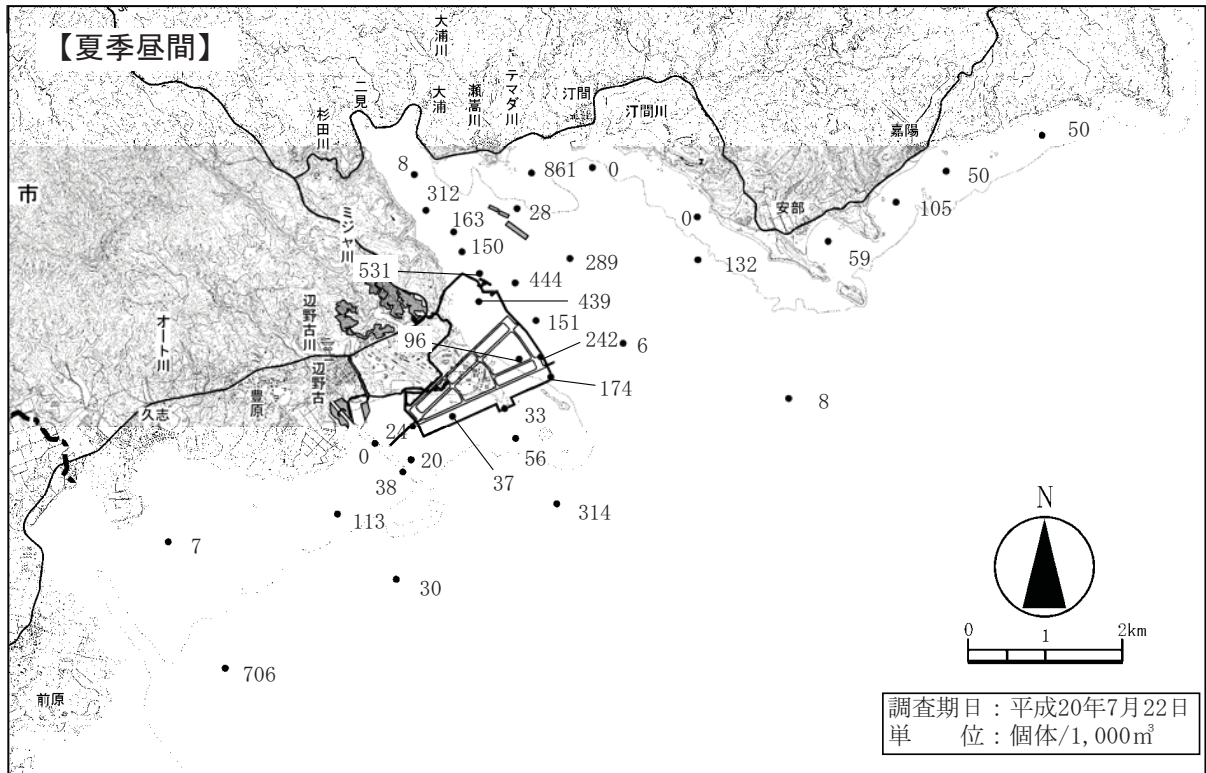 【夏季昼間】
大浦川
テマダ川
瀬嵩川
大浦
二見
杉田川
汀間
汀間川
嘉陽
安部
市
ミジャ川
辺野古川
辺野古
オート川
豊原
久志
前原
50
50
105
59
0
132
861
0
8
312
28
163
150
289
531
444
439
151
96
242
6
174
8
33
24
56
0
20
37
38
314
113
7
30
706
N
0 1 2km
調査期日：平成20年7月22日
単　　位：個体/1,000㎥